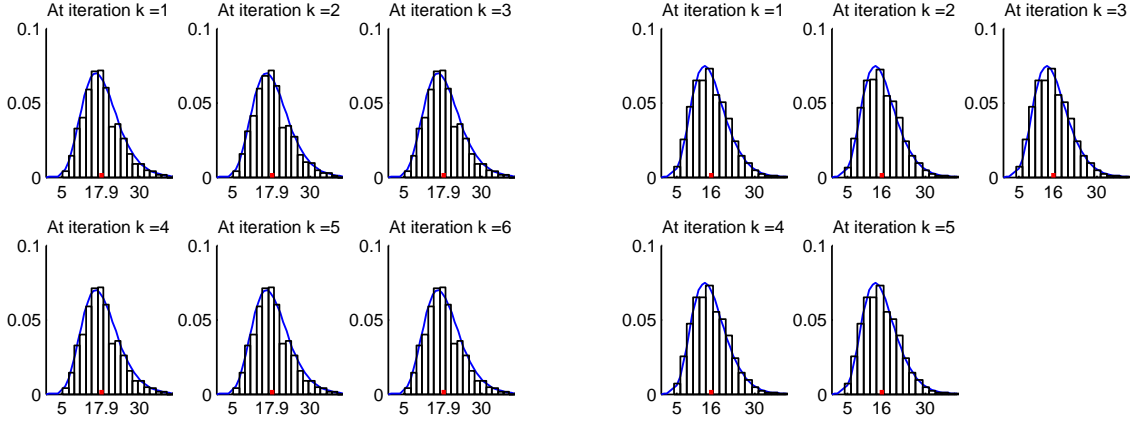 At iteration k =1 At iteration k =2 At iteration k =3 At iteration k =1 At iteration k =2 At iteration k =3
0.1 0.1 0.1 0.1 0.1 0.1
0.05 0.05 0.05 0.05 0.05 0.05
0 0 0 0 0 0
5 17.9 30 5 17.9 30 5 17.9 30 5 16 30 5 16 30 5 16 30
At iteration k =4 At iteration k =5 At iteration k =6 At iteration k =4 At iteration k =5
0.1 0.1 0.1 0.1 0.1
0.05 0.05 0.05 0.05 0.05
0 0 0 0 0
5 17.9 30 5 17.9 30 5 17.9 30 5 16 30 5 16 30